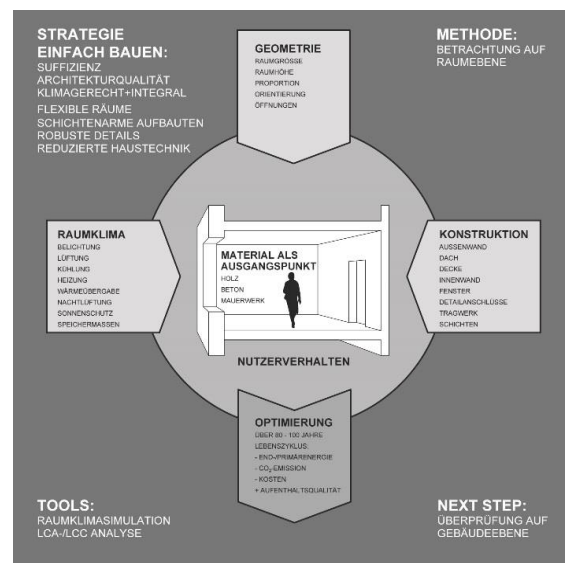 STRATEGIE
EINFACH BAUEN:
SUFFIZIENZ
ARCHITEKTURQUALITÄT
KLIMAGERECHT+INTEGRAL
FLEXIBLE RÄUME
SCHICHTENARME AUFBAUTEN
ROBUSTE DETAILS
REDUZIERTE HAUSTECHNIK
GEOMETRIE
RAUMGRÖSSE
RAUMHÖHE
PROPORTION
ORIENTIERUNG
ÖFFNUNGEN
METHODE:
BETRACHTUNG AUF
RAUMEBENE
RAUMKLIMA
BELICHTUNG
LÜFTUNG
KÜHLUNG
HEIZUNG
WÄRMEÜBERGABE
NACHTLÜFTUNG
SONNENSCHUTZ
SPEICHERMASSEN
MATERIAL ALS
AUSGANGSPUNKT
HOLZ
BETON
MAUERWERK
KONSTRUKTION
AUSSENWAND
DACH
DECKE
INNENWAND
FENSTER
DETAILANSCHLÜSSE
TRAGWERK
SCHICHTEN
NUTZERVERHALTEN
OPTIMIERUNG
ÜBER 80 - 100 JAHRE
LEBENSZYKLUS:
- END-/PRIMÄRENERGIE
- CO₂-EMISSION
- KOSTEN
+ AUFENTHALTSQUALITÄT
TOOLS:
RAUMKLIMASIMULATION
LCA-/LCC ANALYSE
NEXT STEP:
ÜBERPRÜFUNG AUF
GEBÄUDEEBENE